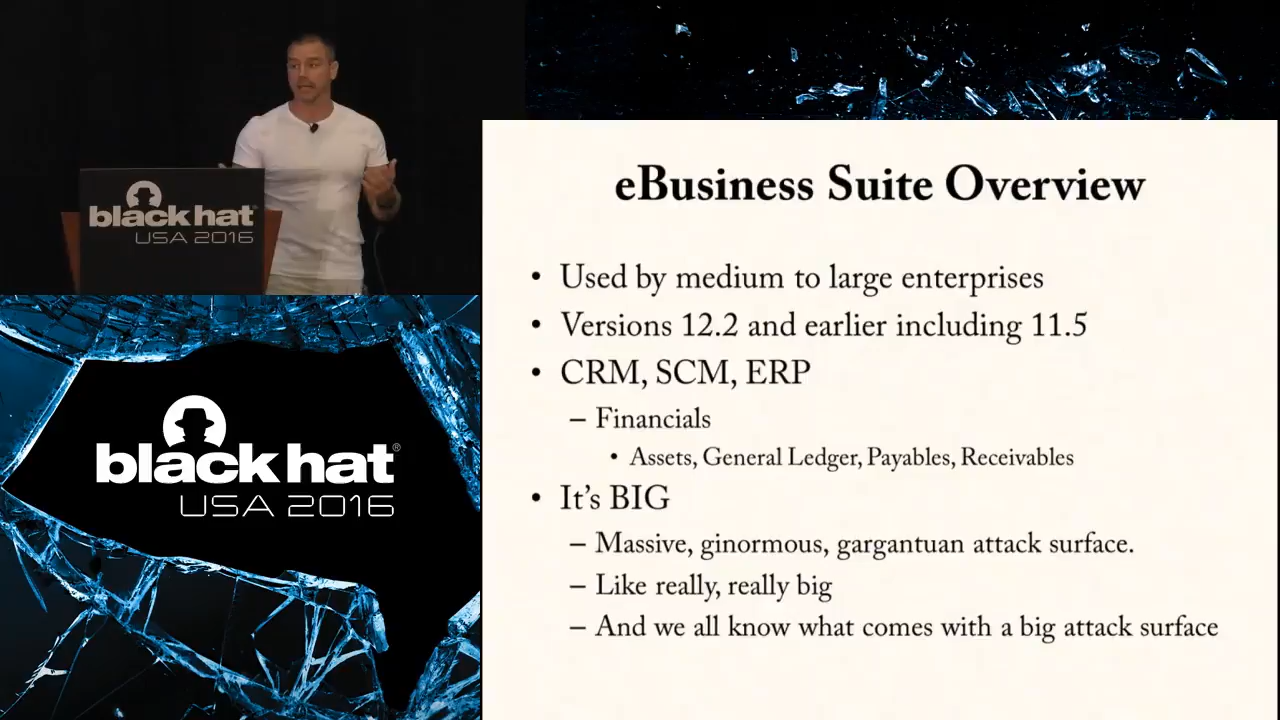 black hat
USA 2016
black hat®
USA 2016
eBusiness Suite Overview
• Used by medium to large enterprises
• Versions 12.2 and earlier including 11.5
• CRM, SCM, ERP
– Financials
• Assets, General Ledger, Payables, Receivables
• It's BIG
– Massive, ginormous, gargantuan attack surface.
– Like really, really big
– And we all know what comes with a big attack surface